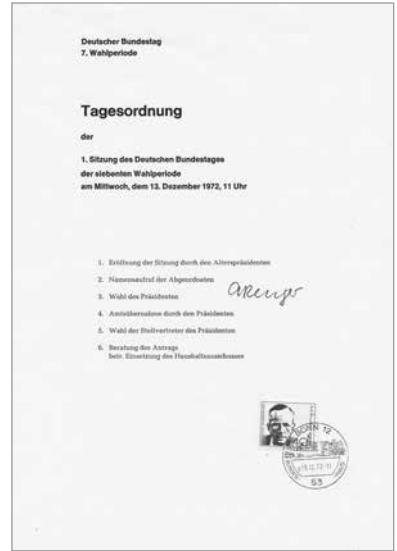 Deutscher Bundestag
7. Wahlperiode
Tagesordnung
der
1. Sitzung des Deutschen Bundestages
der siebenten Wahlperiode
am Mittwoch, dem 13. Dezember 1972, 11 Uhr
1. Eröffnung der Sitzung durch den Alterspräsidenten
2. Namensaufruf der Abgeordneten
3. Wahl des Präsidenten
ARenger
4. Amtsübernahme durch den Präsidenten
5. Wahl der Stellvertreter des Präsidenten
6. Beratung des Antrags
betr. Einsetzung des Haushaltsausschusses
BONN 12
53